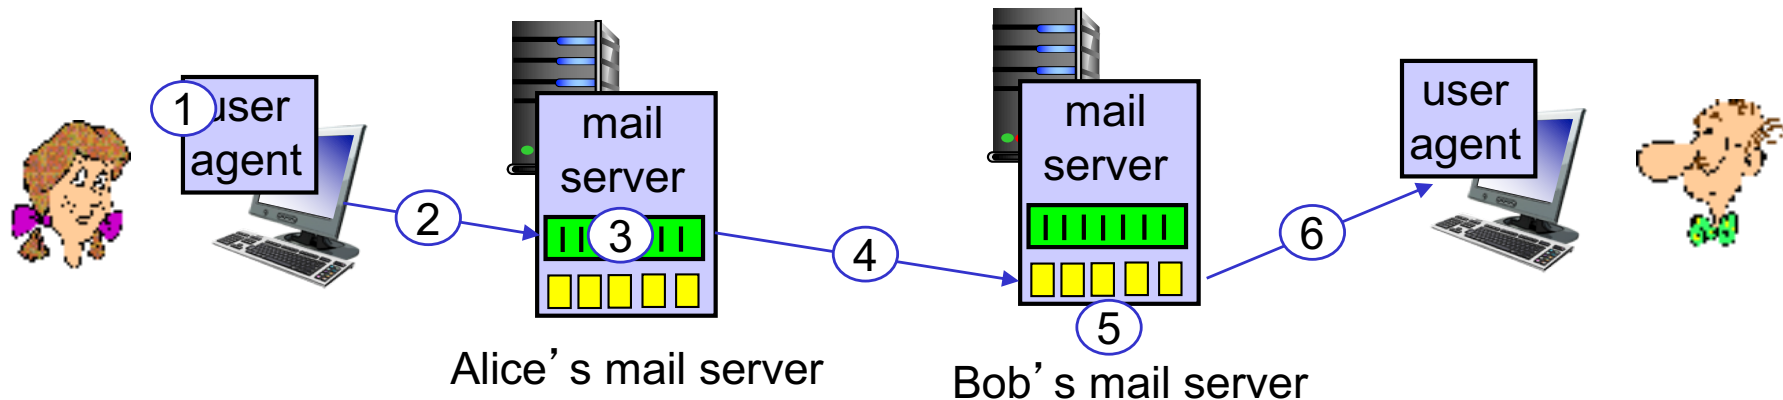 1
user
agent
2
mail
server
3
4
mail
server
5
6
user
agent
Alice’s mail server
Bob’s mail server